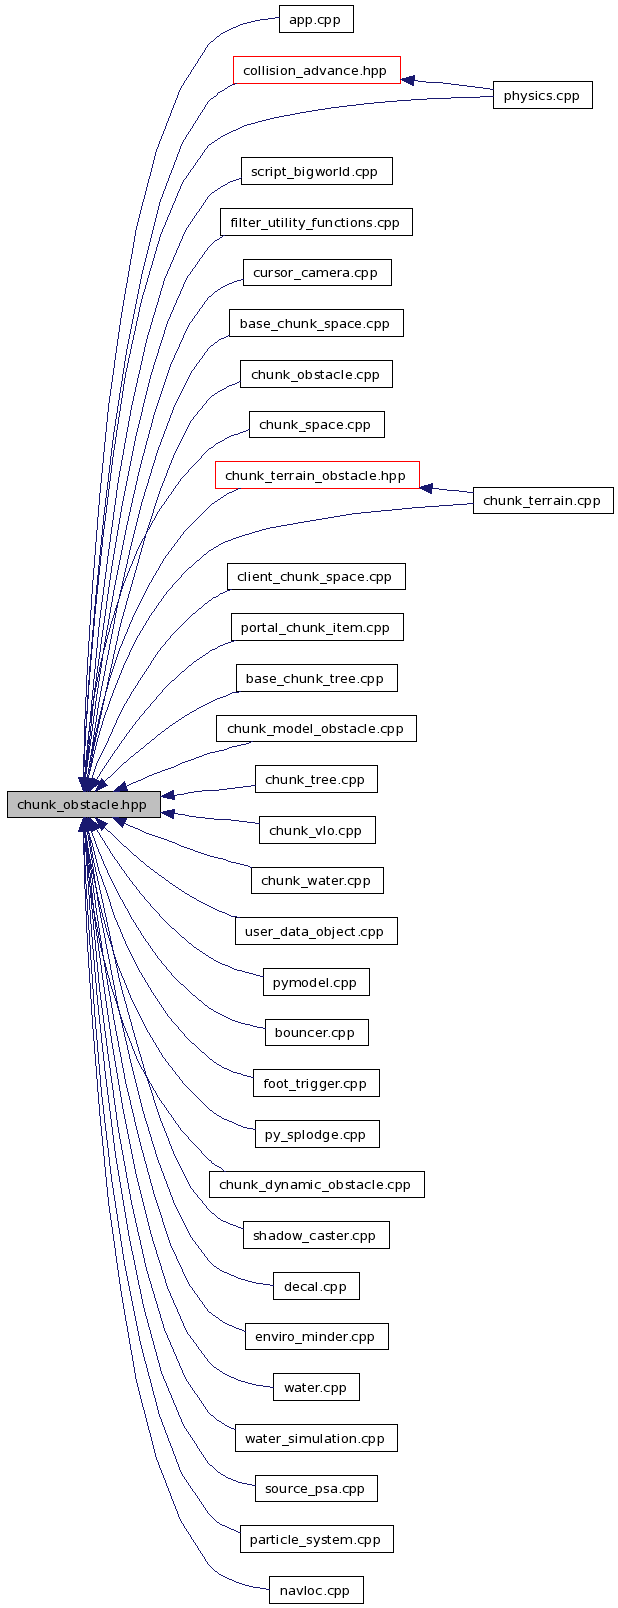 app.cpp
collision_advance.hpp
physics.cpp
script_bigworld.cpp
filter_utility_functions.cpp
cursor_camera.cpp
base_chunk_space.cpp
chunk_obstacle.cpp
chunk_space.cpp
chunk_terrain_obstacle.hpp
chunk_terrain.cpp
client_chunk_space.cpp
portal_chunk_item.cpp
base_chunk_tree.cpp
chunk_model_obstacle.cpp
chunk_tree.cpp
chunk_obstacle.hpp
chunk_vlo.cpp
chunk_water.cpp
user_data_object.cpp
pymodel.cpp
bouncer.cpp
foot_trigger.cpp
py_splodge.cpp
chunk_dynamic_obstacle.cpp
shadow_caster.cpp
decal.cpp
enviro_minder.cpp
water.cpp
water_simulation.cpp
source_psa.cpp
particle_system.cpp
navloc.cpp